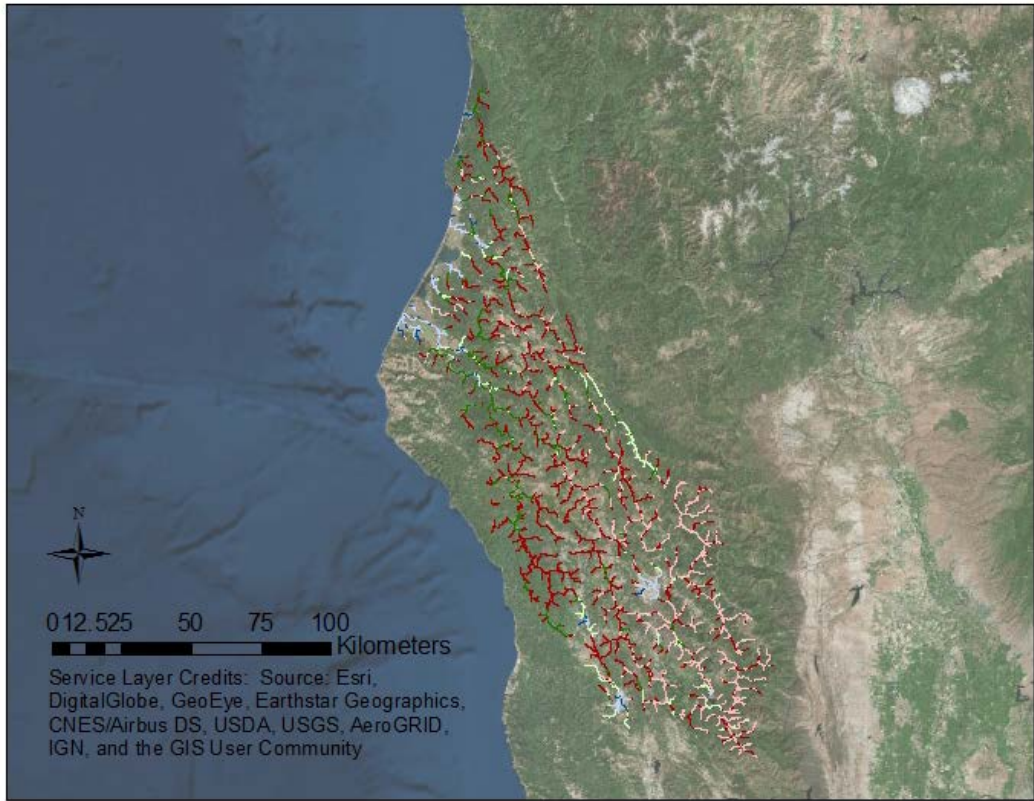 N
0 12.5 25 50 75 100
Kilometers
Service Layer Credits: Source: Esri,
DigitalGlobe, GeoEye, Earthstar Geographics,
CNES/Airbus DS, USDA, USGS, AeroGRID,
IGN, and the GIS User Community